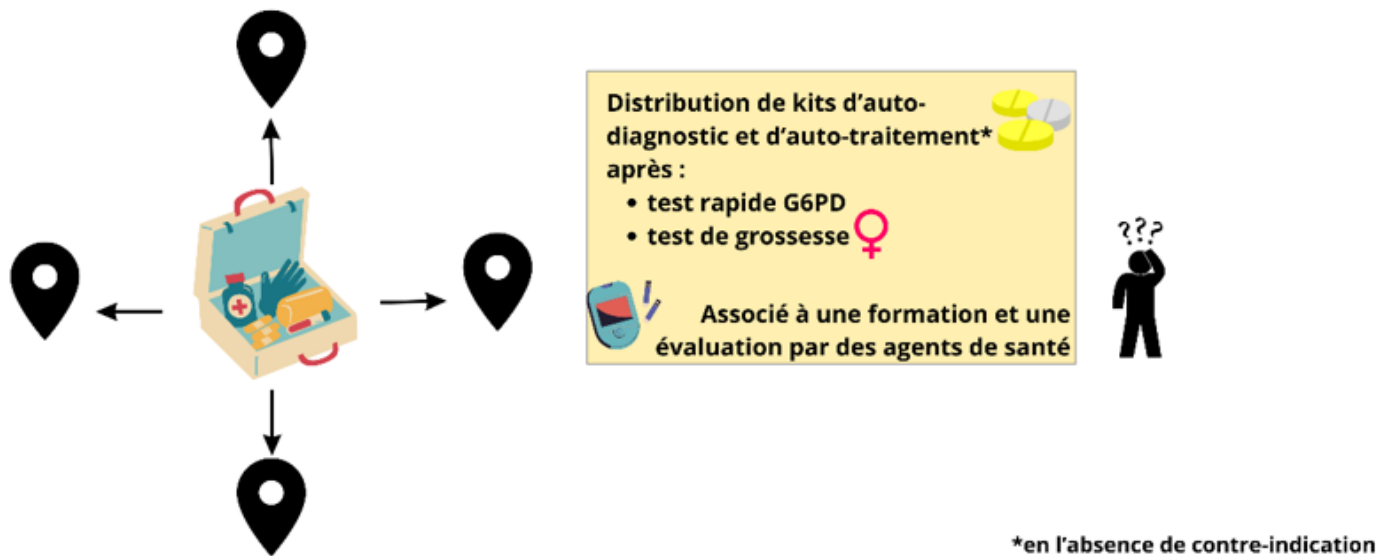 Distribution de kits d'auto-
diagnostic et d'auto-traitement*
après :
• test rapide G6PD
• test de grossesse
Associé à une formation et une
évaluation par des agents de santé
???
*en l'absence de contre-indication